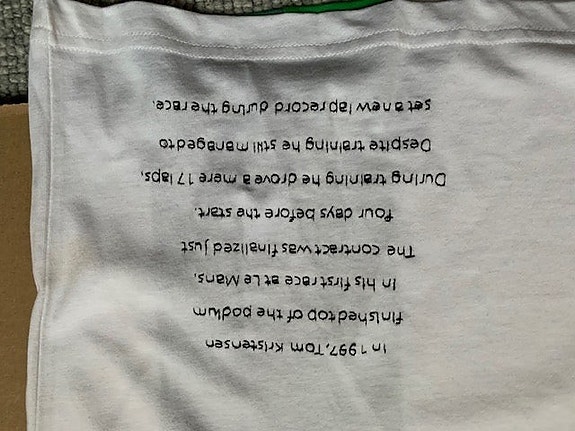 In 1997, Tom Kristensen
finished top of the podium
in his first race at Le Mans.
The contract was finalized just
four days before the start.
During training he drove a mere 17 laps,
Despite training he still managed to
set a new lap record during the race.